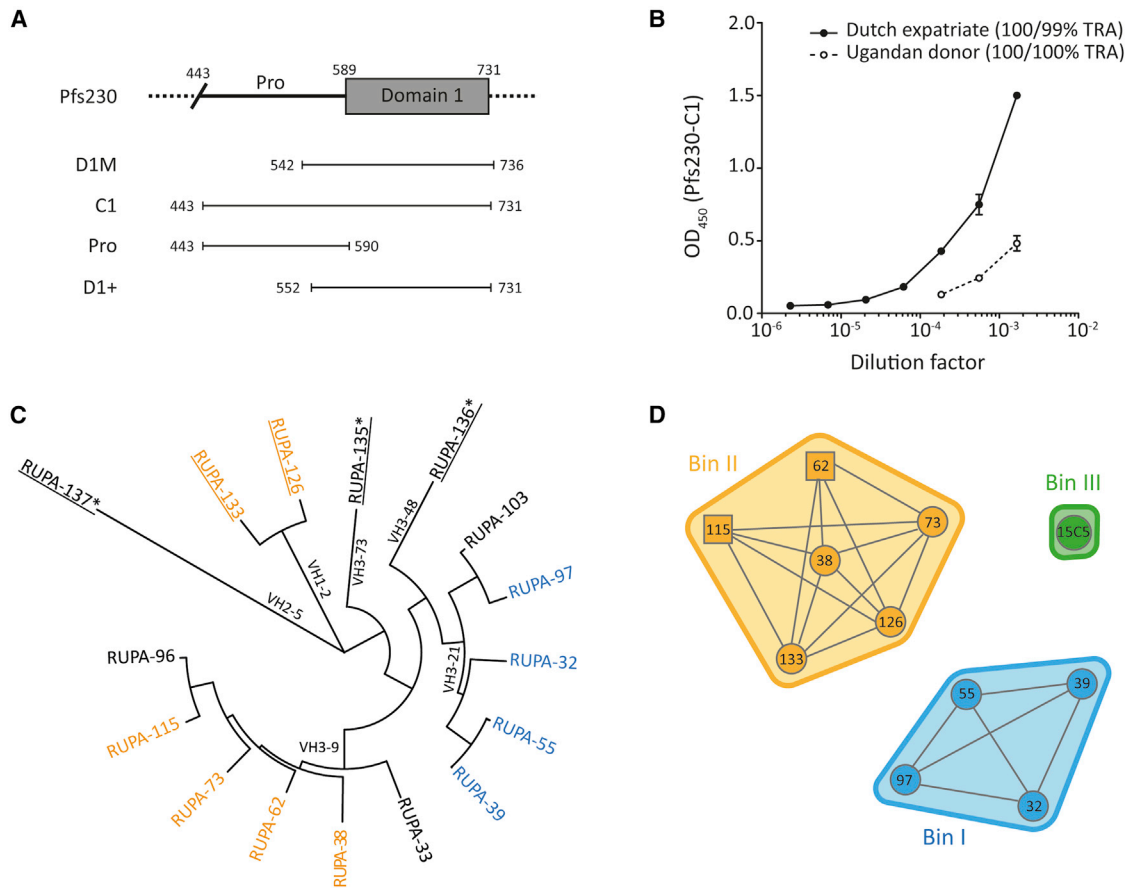 A
Pfs230
443
Pro
589
Domain 1
731
D1M
542
736
C1
443
731
Pro
443
590
D1+
552
731
B
Dutch expatriate (100/99% TRA)
Ugandan donor (100/100% TRA)
OD450 (Pfs230-C1)
2.0
1.5
1.0
0.5
0.0
10-6
10-5
10-4
10-3
10-2
Dilution factor
C
RUPA-137*
RUPA-133
RUPA-126
RUPA-135*
RUPA-136*
RUPA-103
RUPA-97
RUPA-32
RUPA-55
RUPA-39
RUPA-33
RUPA-38
RUPA-62
RUPA-73
RUPA-115
RUPA-96
VH2-5
VH1-2
VH3-73
VH3-48
VH3-21
VH3-9
D
Bin II
62
115
73
38
126
133
Bin III
15C5
55
39
97
32
Bin I